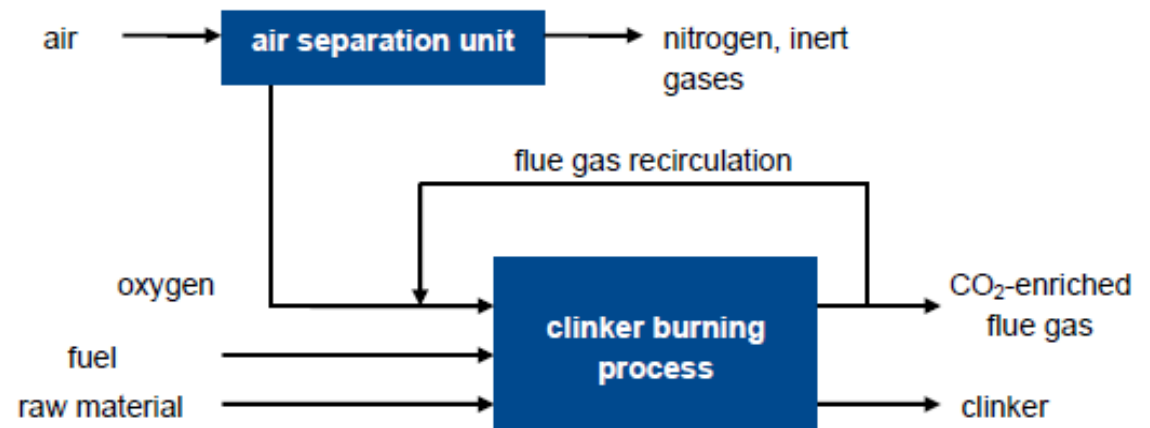 air
air separation unit
nitrogen, inert
gases
flue gas recirculation
oxygen
CO₂-enriched
flue gas
clinker burning
process
fuel
raw material
clinker